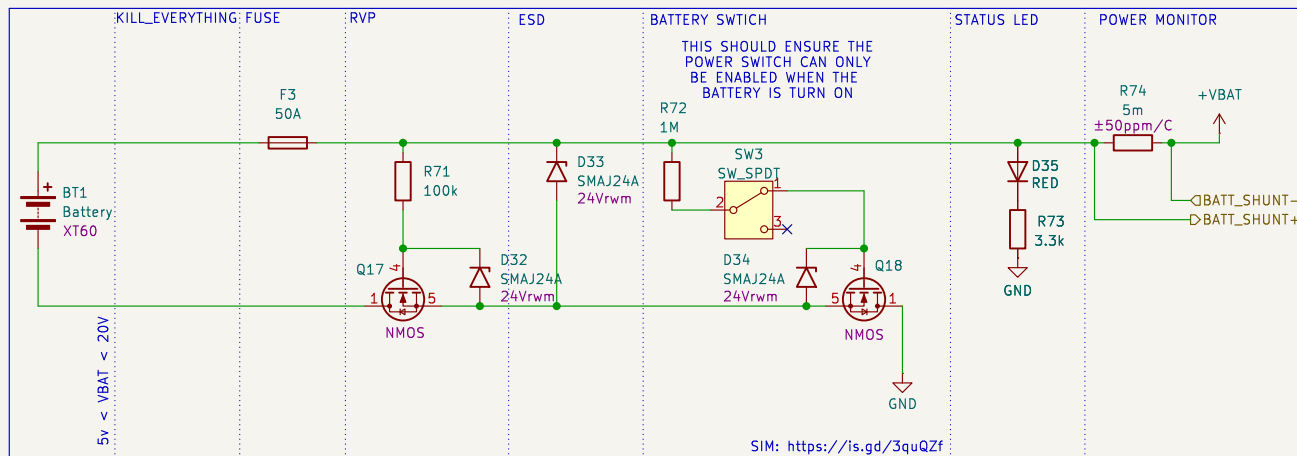 KILL_EVERYTHING
FUSE
RVP
ESD
BATTERY SWTICH
STATUS LED
POWER MONITOR
THIS SHOULD ENSURE THE
POWER SWITCH CAN ONLY
BE ENABLED WHEN THE
BATTERY IS TURN ON
F3
50A
R72
1M
R74
5m
±50ppm/C
+VBAT
BT1
Battery
XT60
R71
100k
D33
SMAJ24A
24Vrwm
SW3
SW_SPDT
1
2
3
D35
RED
R73
3.3k
GND
BATT_SHUNT-
BATT_SHUNT+
Q17
4
1
5
NMOS
D32
SMAJ24A
24Vrwm
D34
SMAJ24A
24Vrwm
Q18
4
5
1
NMOS
GND
5v < VBAT < 20V
SIM: https://is.gd/3quQZf